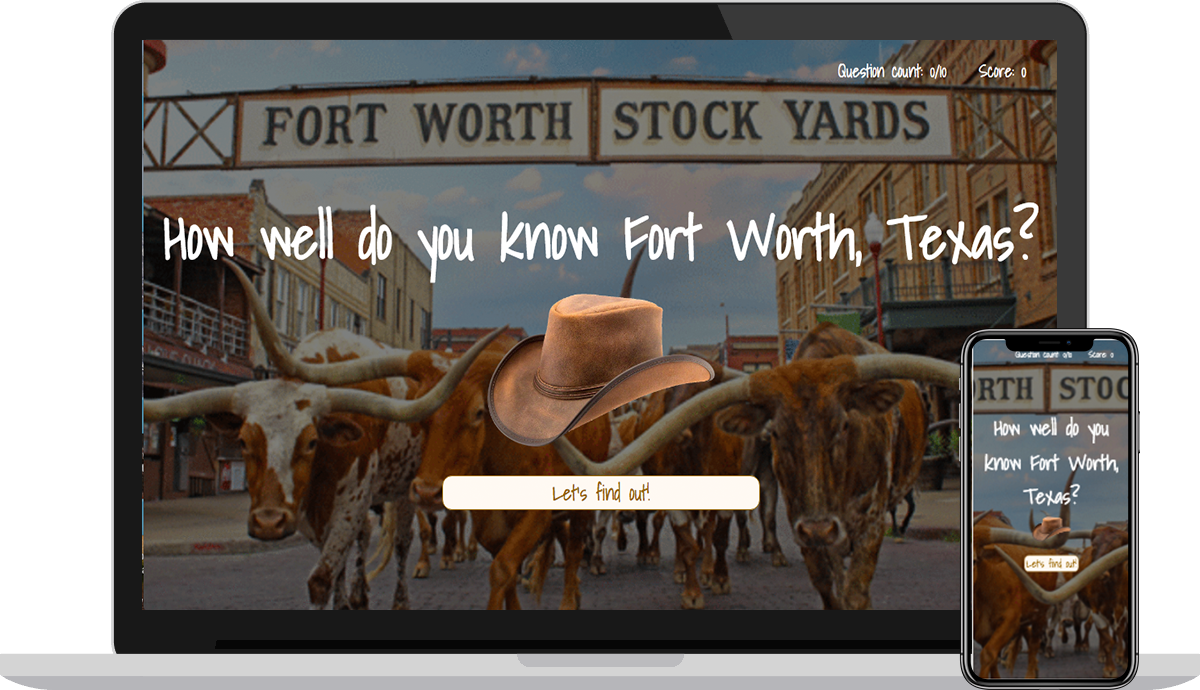 Question count: 0/10 Score: 0
FORT WORTH STOCK YARDS
How well do you know Fort Worth, Texas?
Let's find out!
Question count: 0/10 Score: 0
ORTH STOC
How well do you
know Fort Worth,
Texas?
Let's find out!